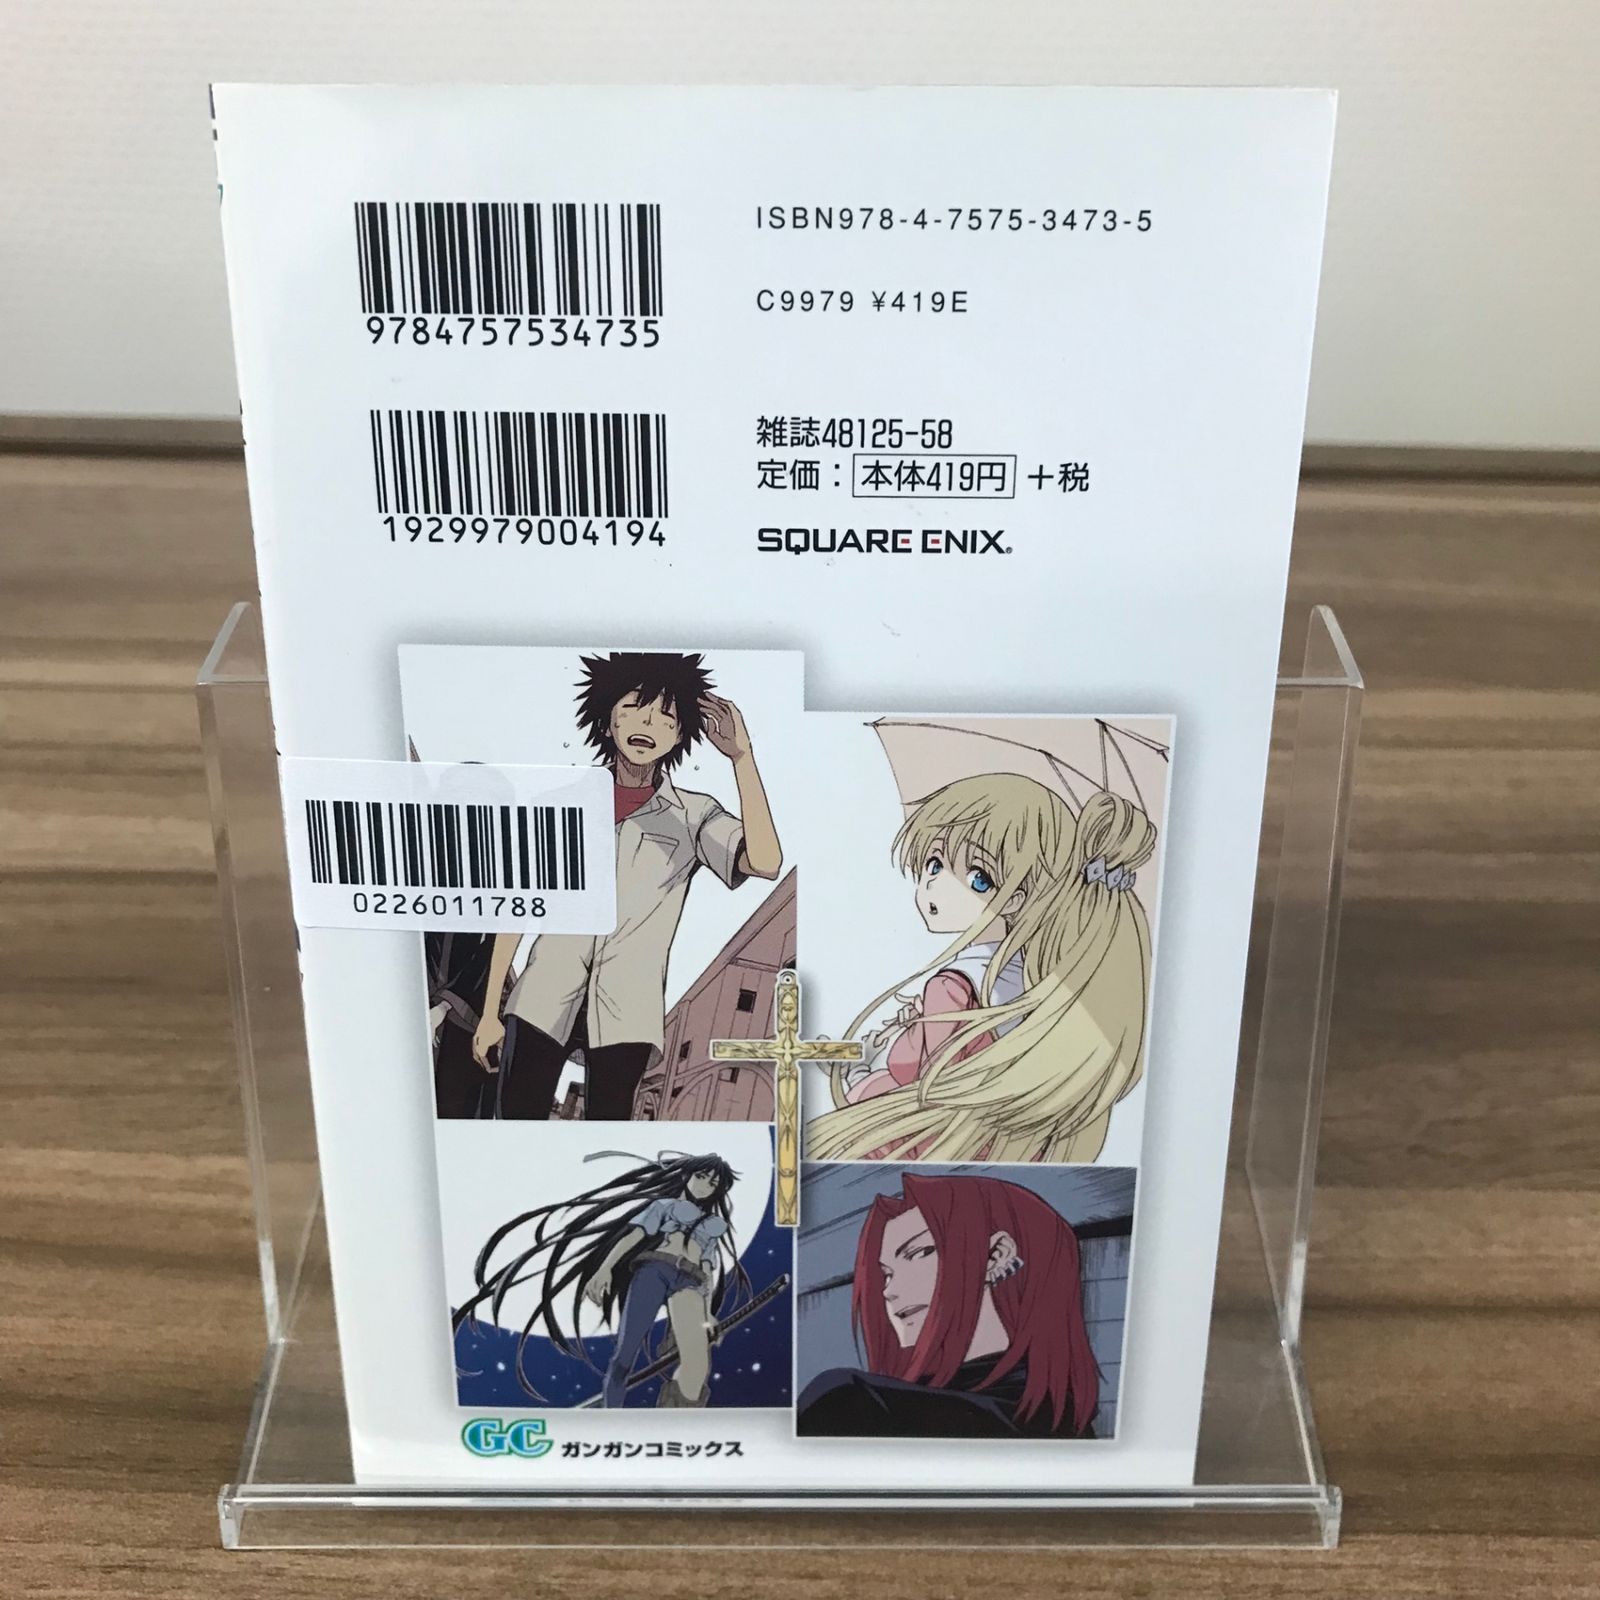 ISBN978-4-7575-3473-5
C9979 ¥419E
9784757534735
1929979004194
雑誌48125-58
定価：本体419円+税
SQUARE ENIX®
0226011788
GC ガンガンコミックス